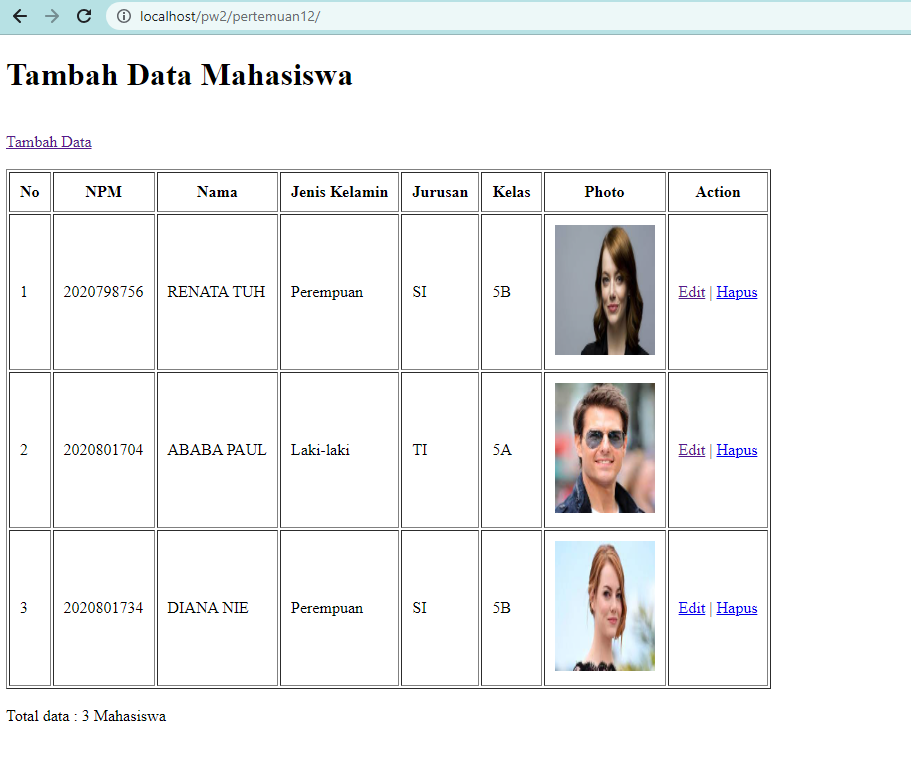 localhost/pw2/pertemuan12/
Tambah Data Mahasiswa
Tambah Data
No NPM Nama Jenis Kelamin Jurusan Kelas Photo Action
1 2020798756 RENATA TUH Perempuan SI 5B Edit | Hapus
2 2020801704 ABABA PAUL Laki-laki TI 5A Edit | Hapus
3 2020801734 DIANA NIE Perempuan SI 5B Edit | Hapus
Total data : 3 Mahasiswa